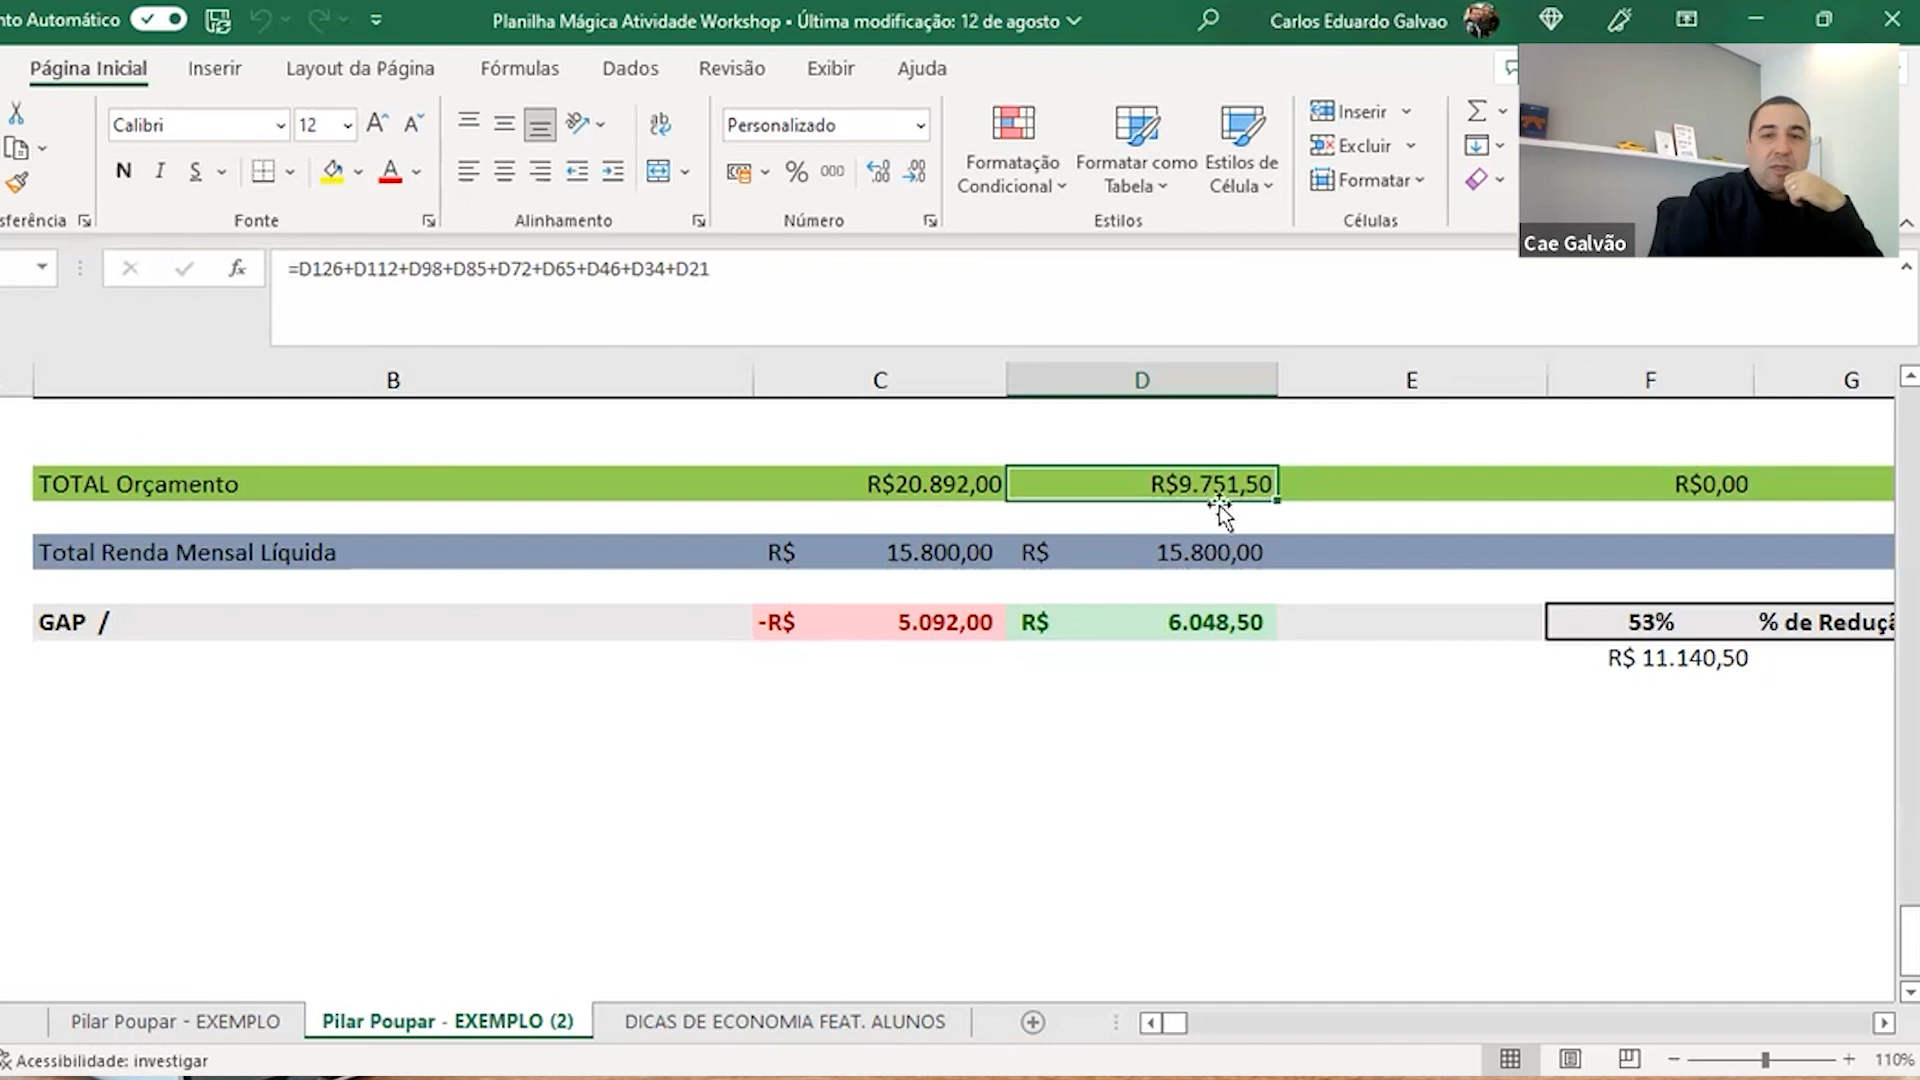 nto Automático
Planilha Mágica Atividade Workshop • Última modificação: 12 de agosto
Carlos Eduardo Galvao
Página Inicial
Inserir
Layout da Página
Fórmulas
Dados
Revisão
Exibir
Ajuda
Calibri
12
Personalizado
Formatação Condicional
Formatar como Tabela
Estilos de Célula
Inserir
Excluir
Formatar
N I S
% 000
sferência
Fonte
Alinhamento
Número
Estilos
Células
Cae Galvão
fx
=D126+D112+D98+D85+D72+D65+D46+D34+D21
B C D E F G
TOTAL Orçamento R$20.892,00 R$9.751,50 R$0,00
Total Renda Mensal Líquida R$ 15.800,00 R$ 15.800,00
GAP / -R$ 5.092,00 R$ 6.048,50 53% % de Reduçã
R$ 11.140,50
Pilar Poupar - EXEMPLO
Pilar Poupar - EXEMPLO (2)
DICAS DE ECONOMIA FEAT. ALUNOS
Acessibilidade: investigar
110%